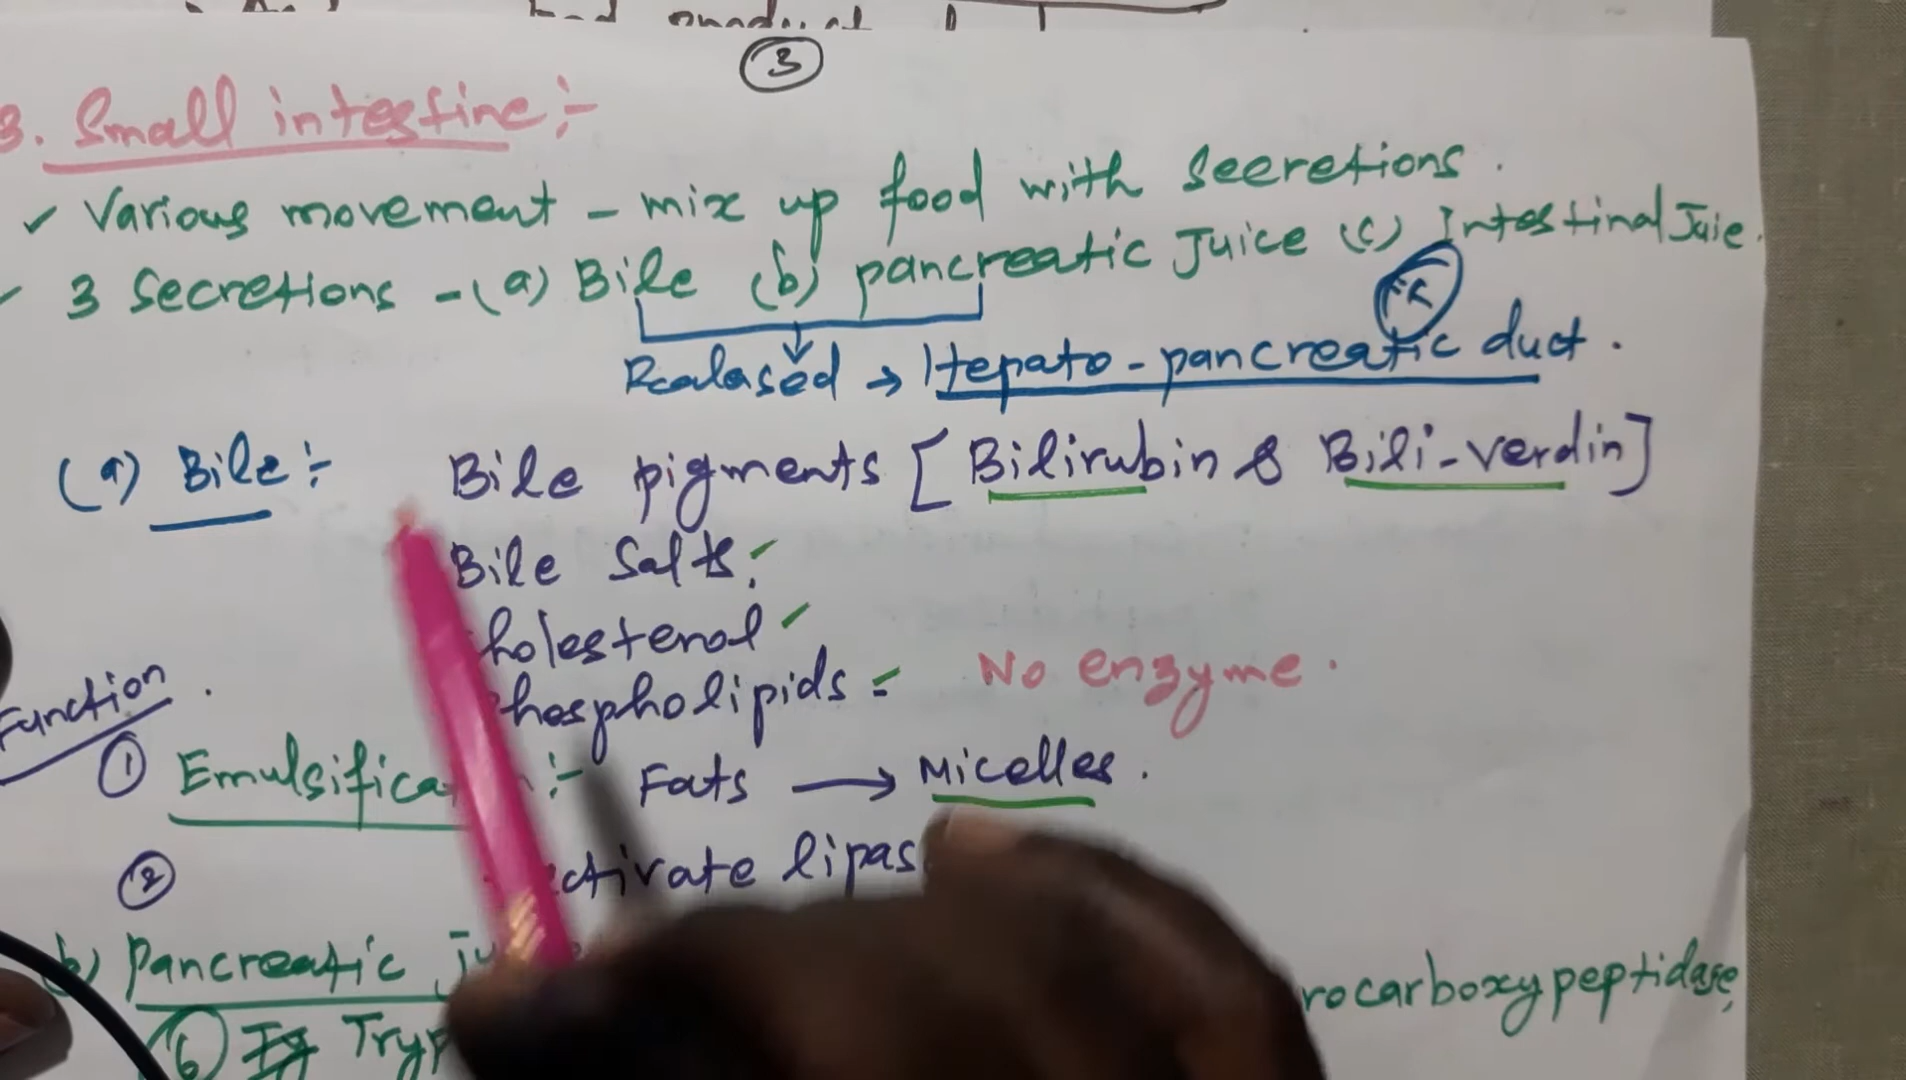 3
3. Small intestine :-
✓ Various movement - mix up food with secretions.
✓ 3 Secretions - (a) Bile (b) pancreatic Juice (c) Intestinal Juie.
Realased → Hepato-pancreatic duct.
(a) Bile :- Bile pigments [Bilirubin & Bili-verdin]
Bile Salts ✓
holesterol ✓
hospholipids ✓ No enzyme.
Function.
① Emulsifica :- Fats → Micelles.
② ctivate lipas
b) Pancreatic ju rocarboxypeptidase,
6 Tryp